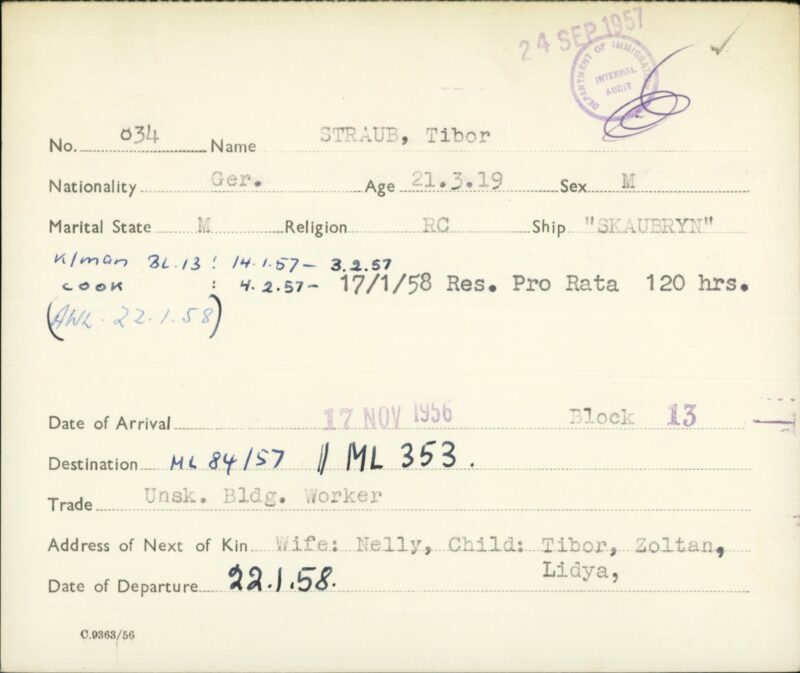 24 SEP 1957
DEPARTMENT OF IMMIGRATION
INTERNAL
AUDIT
No. 834 Name STRAUB, Tibor
Nationality Ger. Age 21.3.19 Sex M
Marital State M Religion RC Ship "SKAUBRYN"
K/man BL.13 : 14.1.57 - 3.2.57
COOK : 4.2.57 - 17/1/58 Res. Pro Rata 120 hrs.
(AWL. 22.1.58)
Date of Arrival 17 NOV 1956 Block 13
Destination ML 84/57 // ML 353.
Trade Unsk. Bldg. Worker
Address of Next of Kin Wife: Nelly, Child: Tibor, Zoltan,
Lidya,
Date of Departure 22.1.58.
C.9363/56